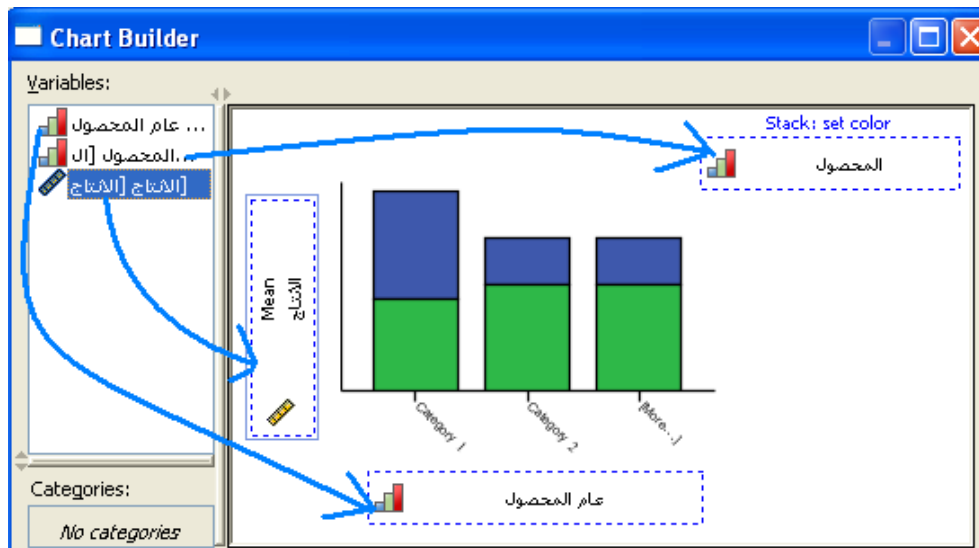 Chart Builder
Variables:
عام المحصول ...
المحصول [ال...
الانتاج [الانتاج]
Stack: set color
المحصول
Mean
الانتاج
Category 1
Category 2
[More...]
عام المحصول
Categories:
No categories